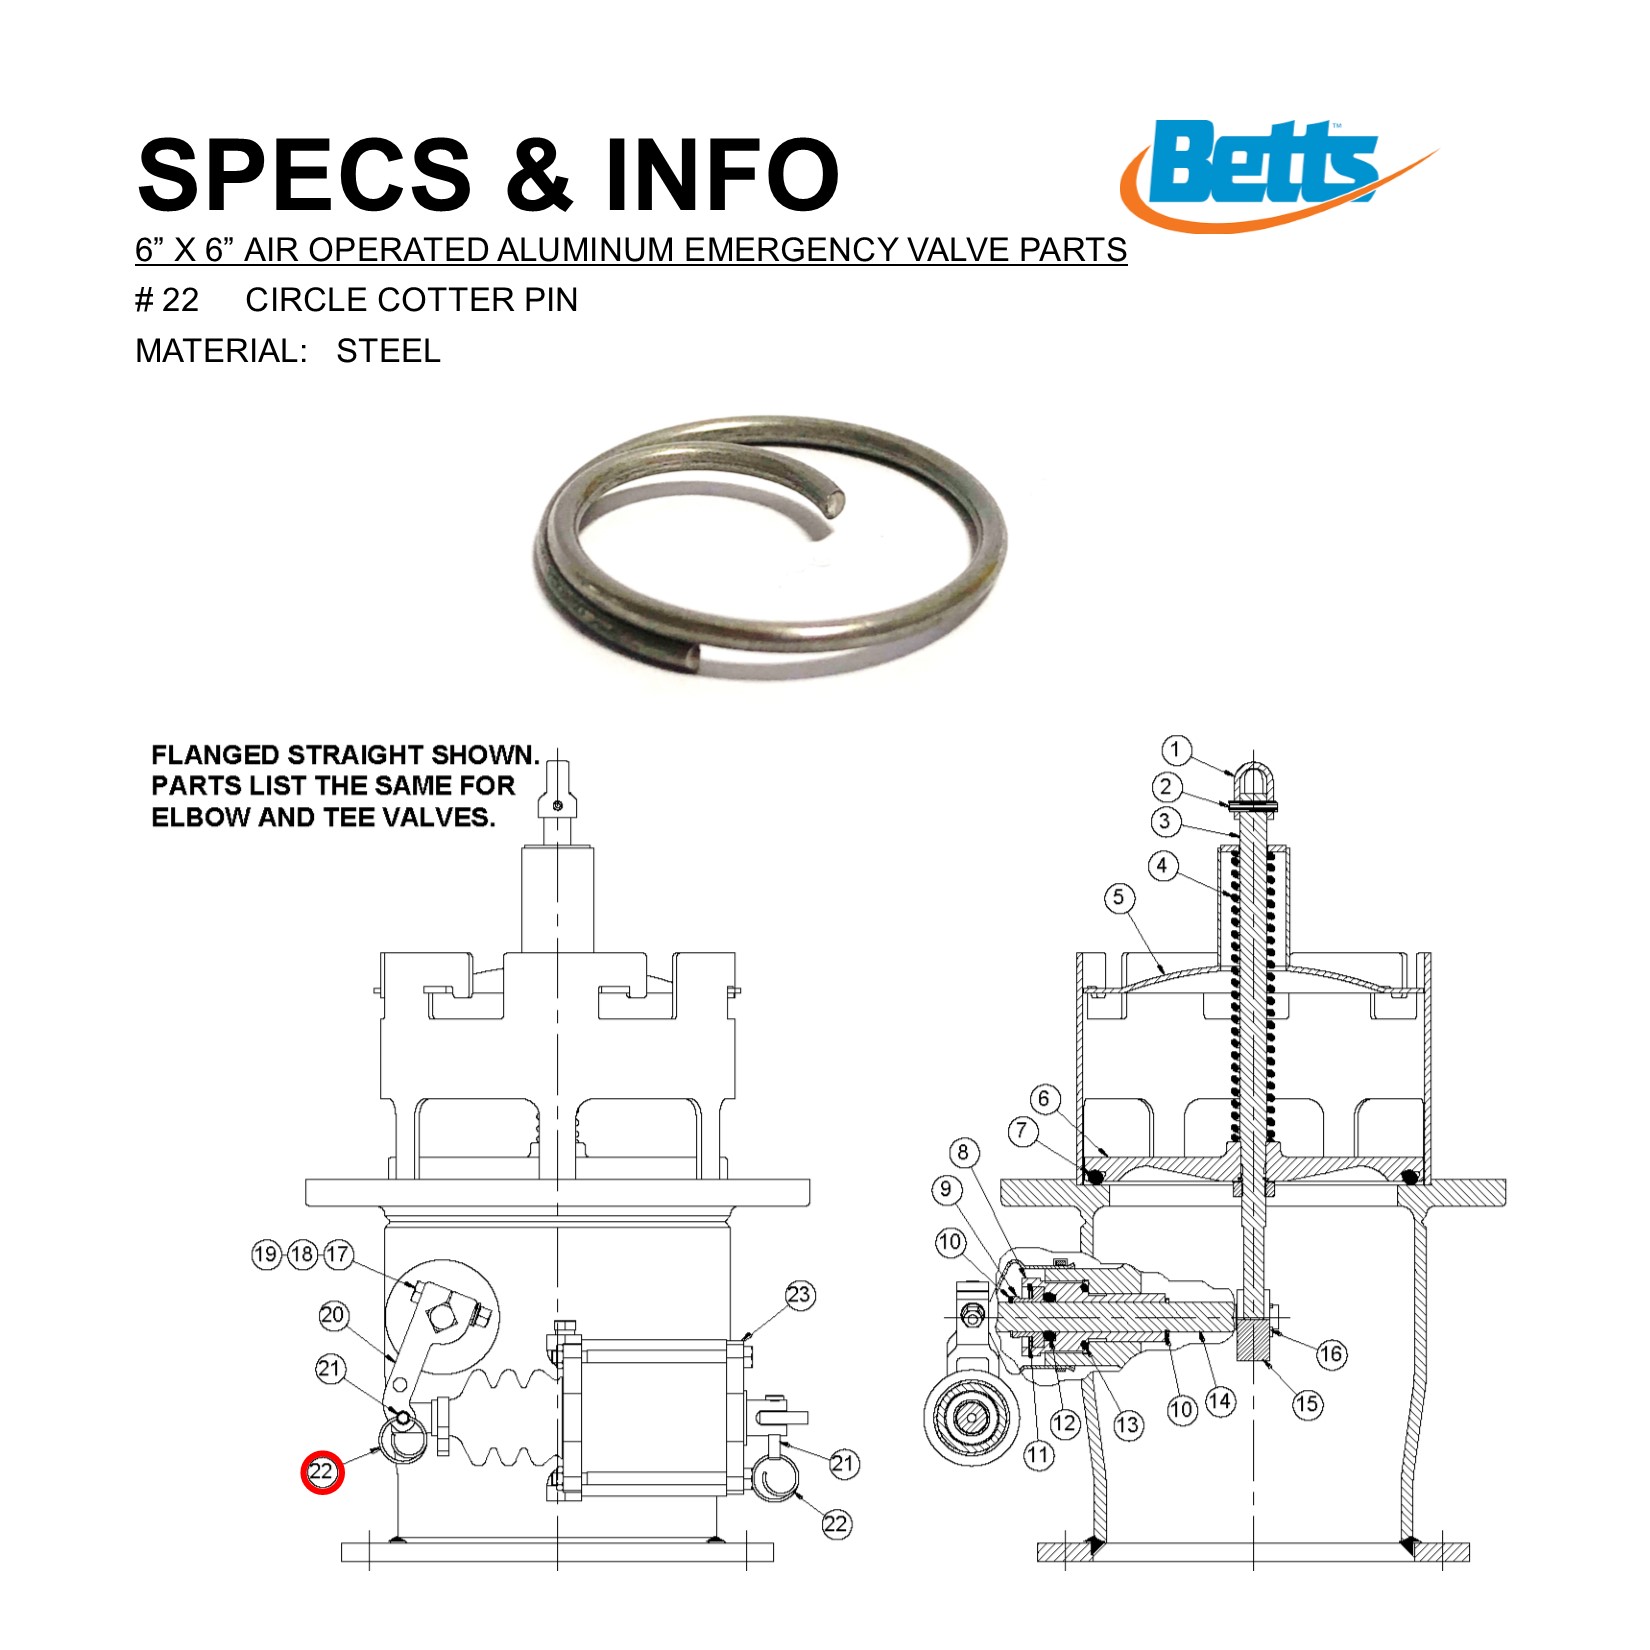 SPECS & INFO
Betts™
6” X 6” AIR OPERATED ALUMINUM EMERGENCY VALVE PARTS
# 22 CIRCLE COTTER PIN
MATERIAL: STEEL
FLANGED STRAIGHT SHOWN.
PARTS LIST THE SAME FOR
ELBOW AND TEE VALVES.
19 18 17
20
21
22
23
21
22
1
2
3
4
5
6
7
8
9
10
11
12
13
10
14
15
16